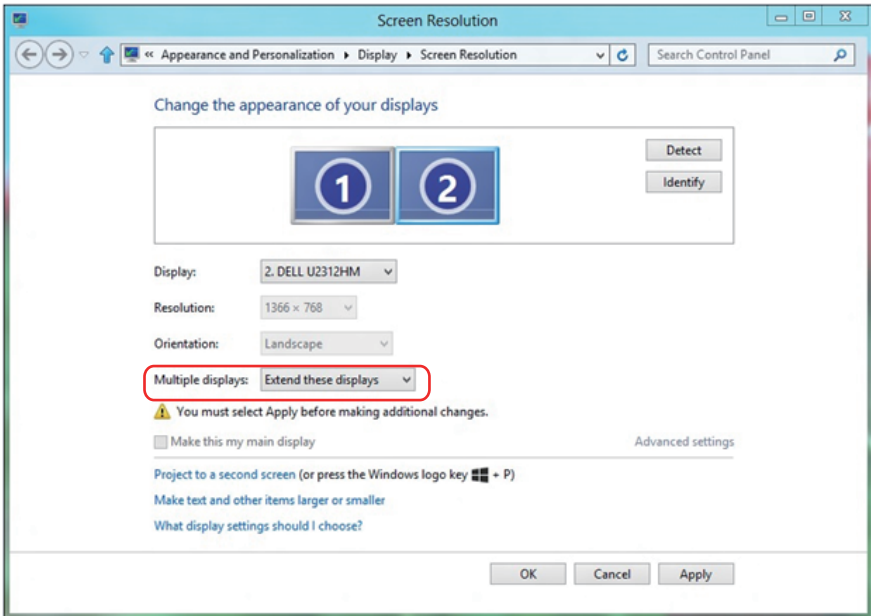 Screen Resolution
« Appearance and Personalization ▸ Display ▸ Screen Resolution
Search Control Panel
Change the appearance of your displays
1 2
Detect
Identify
Display: 2. DELL U2312HM
Resolution: 1366 × 768
Orientation: Landscape
Multiple displays: Extend these displays
You must select Apply before making additional changes.
Make this my main display Advanced settings
Project to a second screen (or press the Windows logo key + P)
Make text and other items larger or smaller
What display settings should I choose?
OK Cancel Apply